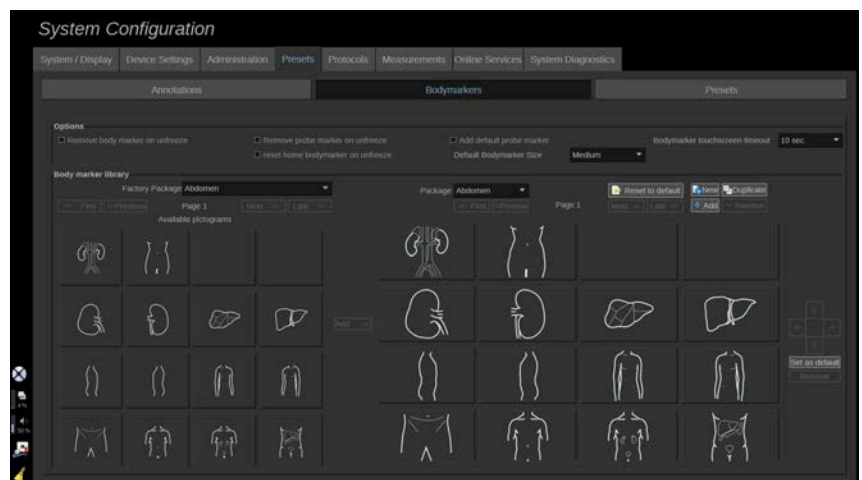 System Configuration
System / Display Device Settings Administration Presets Protocols Measurements Online Services System Diagnostics
Annotations Bodymarkers Presets
Options
Remove body marker on unfreeze Remove probe marker on unfreeze Add default probe marker Bodymarker touchscreen timeout 10 sec
reset home bodymarker on unfreeze Default Bodymarker Size Medium
Body marker library
Factory Package Abdomen Package Abdomen Reset to default New Duplicate
First Previous Page 1 Next Last First Previous Page 1 Next Last Add Remove
Available pictograms
Add
Set as default
Remove